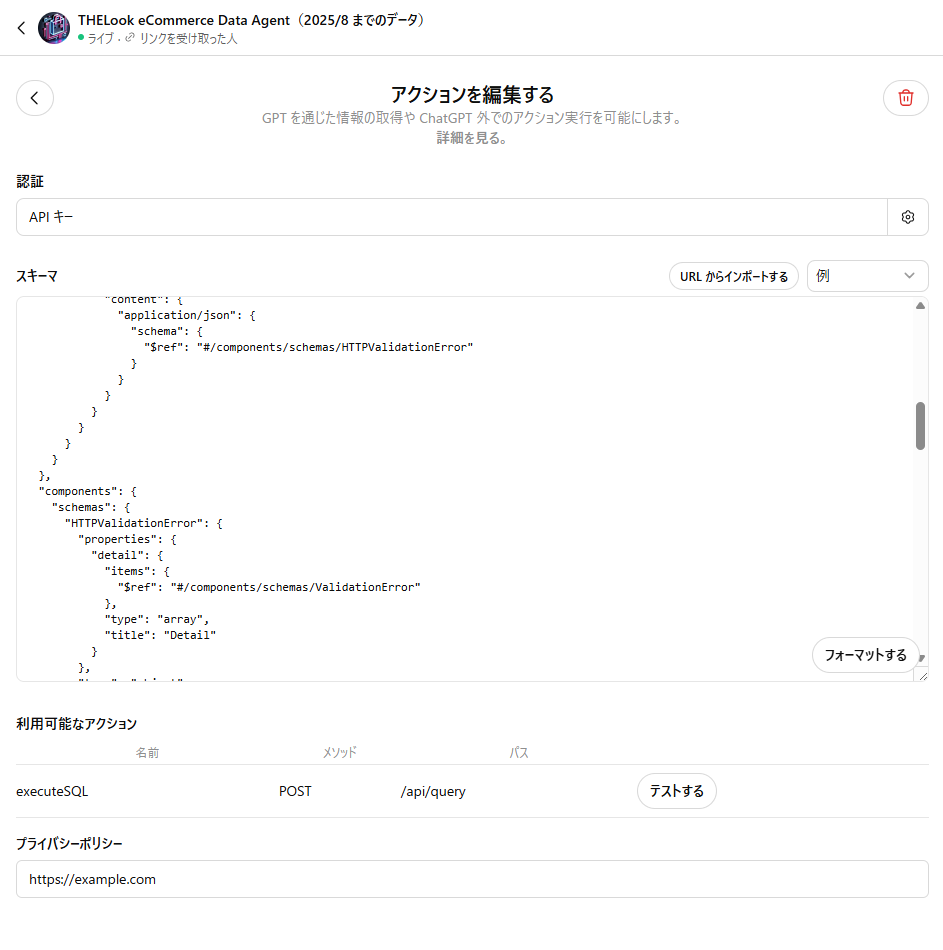 THELook eCommerce Data Agent（2025/8 までのデータ）
ライブ · リンクを受け取った人
アクションを編集する
GPT を通じた情報の取得や ChatGPT 外でのアクション実行を可能にします。
詳細を見る。
認証
API キー
スキーマ
URL からインポートする
例
"content": {
"application/json": {
"schema": {
"$ref": "#/components/schemas/HTTPValidationError"
}
}
}
}
}
}
}
},
"components": {
"schemas": {
"HTTPValidationError": {
"properties": {
"detail": {
"items": {
"$ref": "#/components/schemas/ValidationError"
},
"type": "array",
"title": "Detail"
}
},
フォーマットする
利用可能なアクション
名前 メソッド パス
executeSQL POST /api/query テストする
プライバシーポリシー
https://example.com